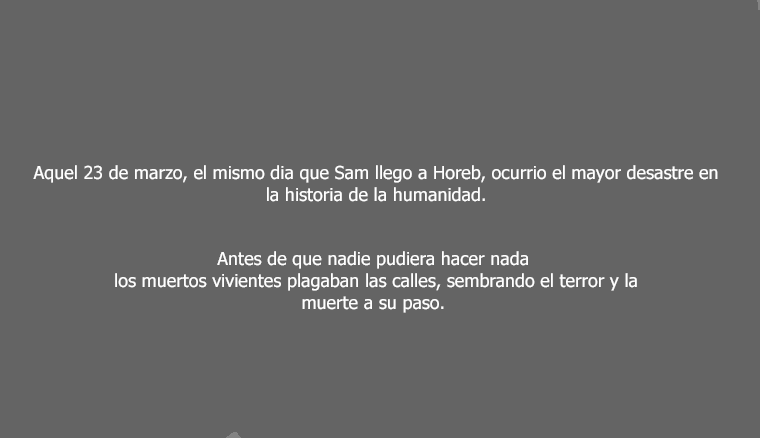 Aquel 23 de marzo, el mismo dia que Sam llego a Horeb, ocurrio el mayor desastre en
la historia de la humanidad.
Antes de que nadie pudiera hacer nada
los muertos vivientes plagaban las calles, sembrando el terror y la
muerte a su paso.